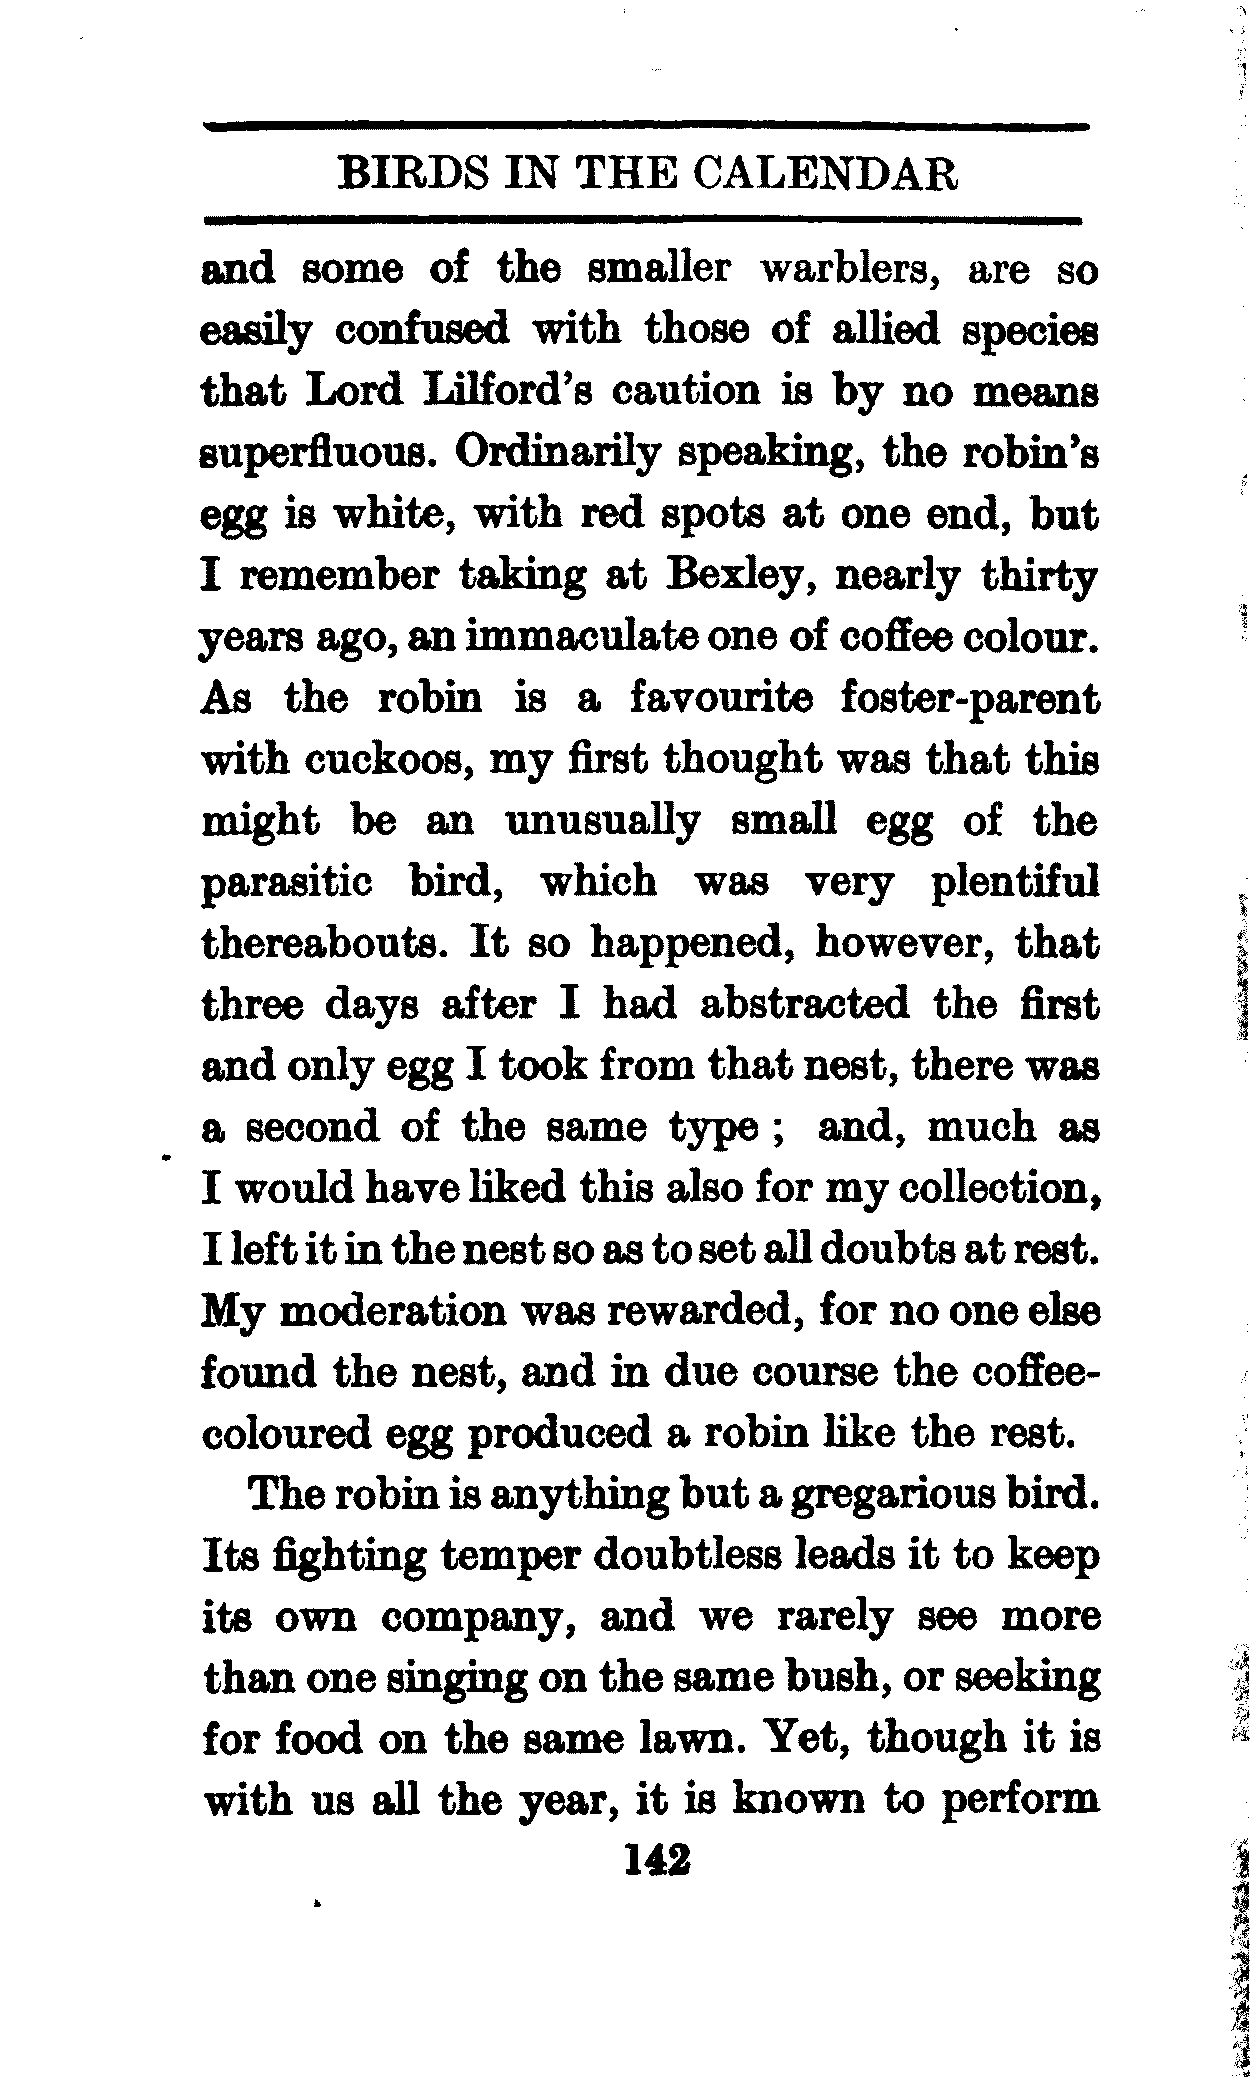 BIRDS IN THE CALENDAR
and some of the smaller warblers, are so
easily confused with those of allied species
that Lord Lilford's caution is by no means
superfluous. Ordinarily speaking, the robin's
egg is white, with red spots at one end, but
I remember taking at Bexley, nearly thirty
years ago, an immaculate one of coffee colour.
As the robin is a favourite foster-parent
with cuckoos, my first thought was that this
might be an unusually small egg of the
parasitic bird, which was very plentiful
thereabouts. It so happened, however, that
three days after I had abstracted the first
and only egg I took from that nest, there was
a second of the same type ; and, much as
I would have liked this also for my collection,
I left it in the nest so as to set all doubts at rest.
My moderation was rewarded, for no one else
found the nest, and in due course the coffee-
coloured egg produced a robin like the rest.
The robin is anything but a gregarious bird.
Its fighting temper doubtless leads it to keep
its own company, and we rarely see more
than one singing on the same bush, or seeking
for food on the same lawn. Yet, though it is
with us all the year, it is known to perform
142